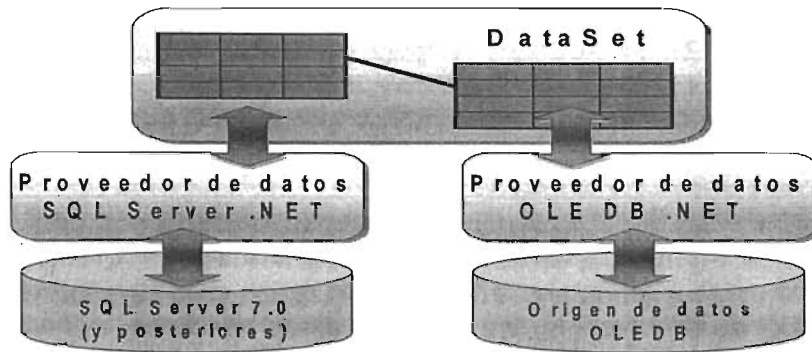 DataSet
Proveedor de datos
SQL Server .NET
Proveedor de datos
OLE DB .NET
SQL Server 7.0
(y posteriores)
Origen de datos
OLEDB